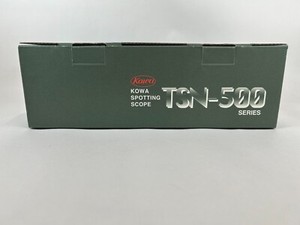 Kowa
KOWA
SPOTTING
SCOPE
TSN-500
SERIES